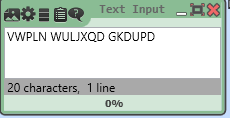 Text Input
VWPLN WULJXQD GKDUPD
20 characters, 1 line
0%